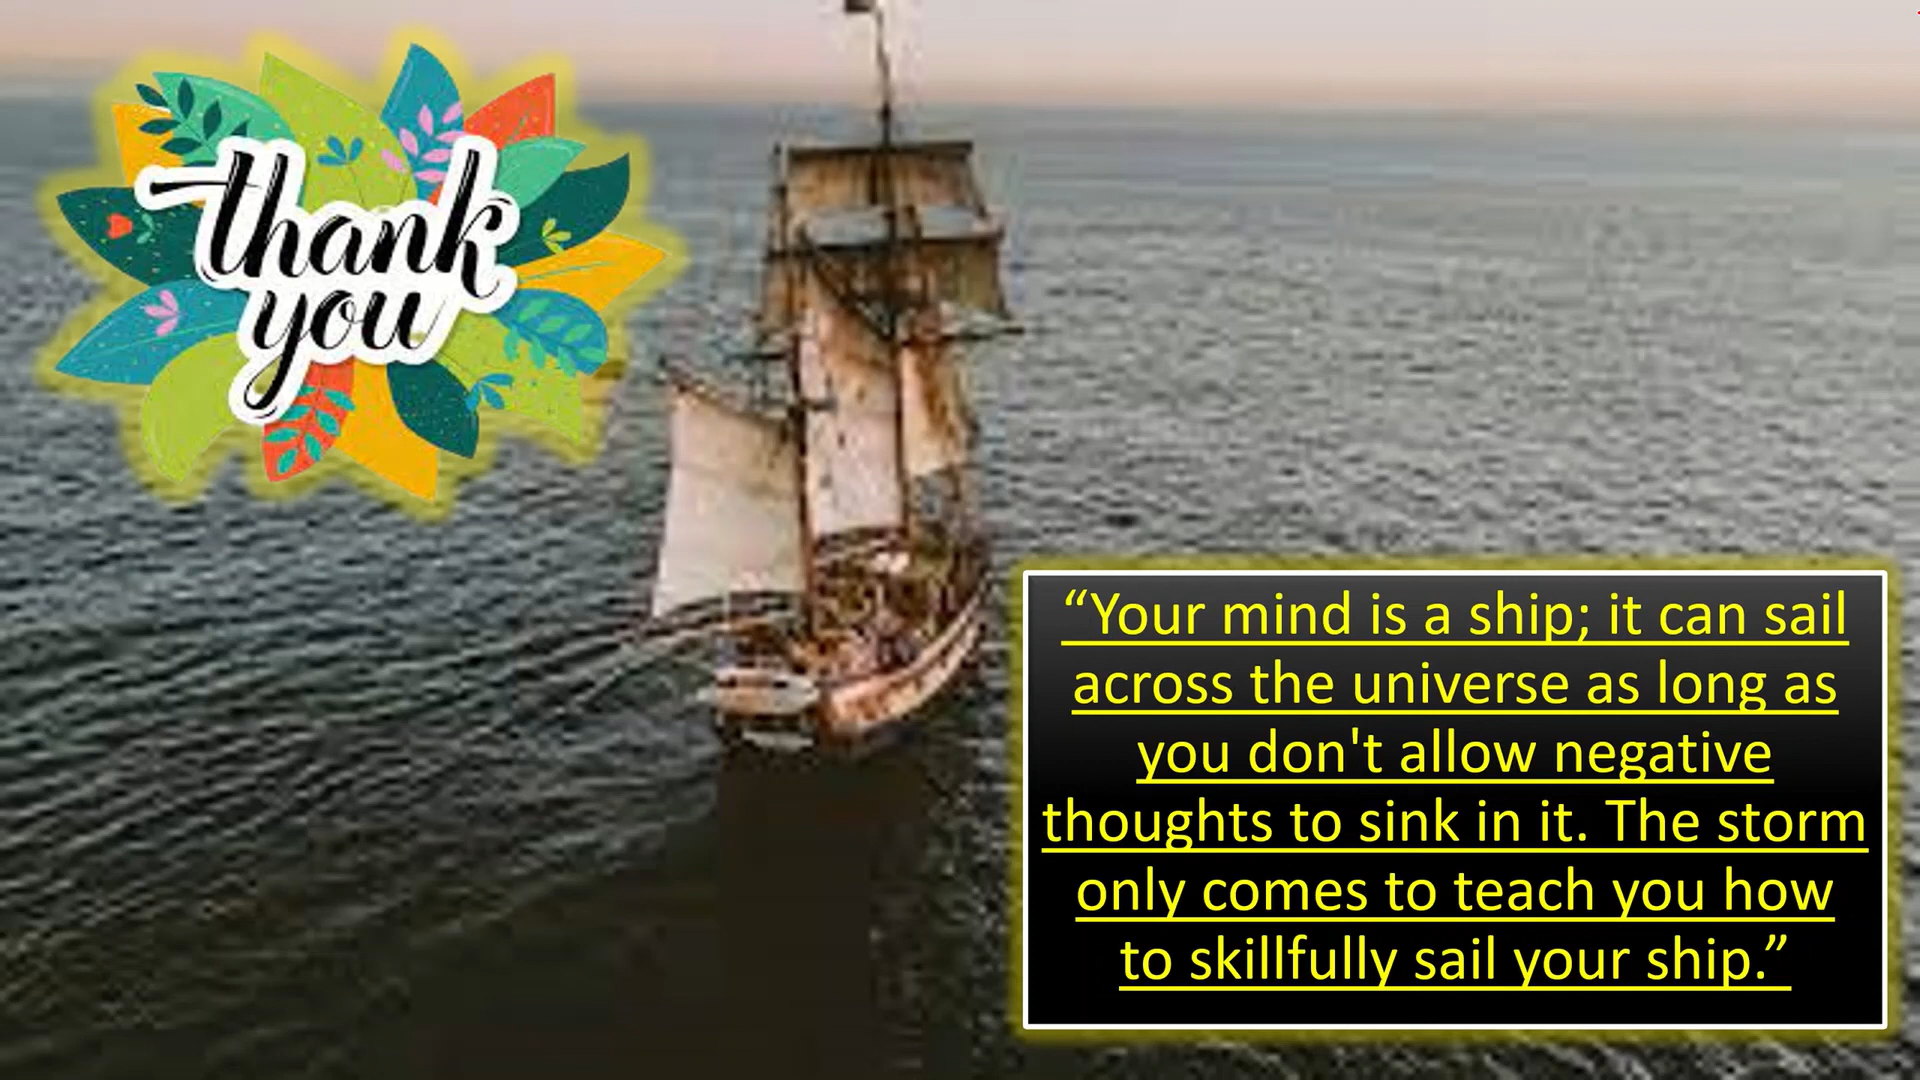 thank
you
“Your mind is a ship; it can sail
across the universe as long as
you don't allow negative
thoughts to sink in it. The storm
only comes to teach you how
to skillfully sail your ship.”